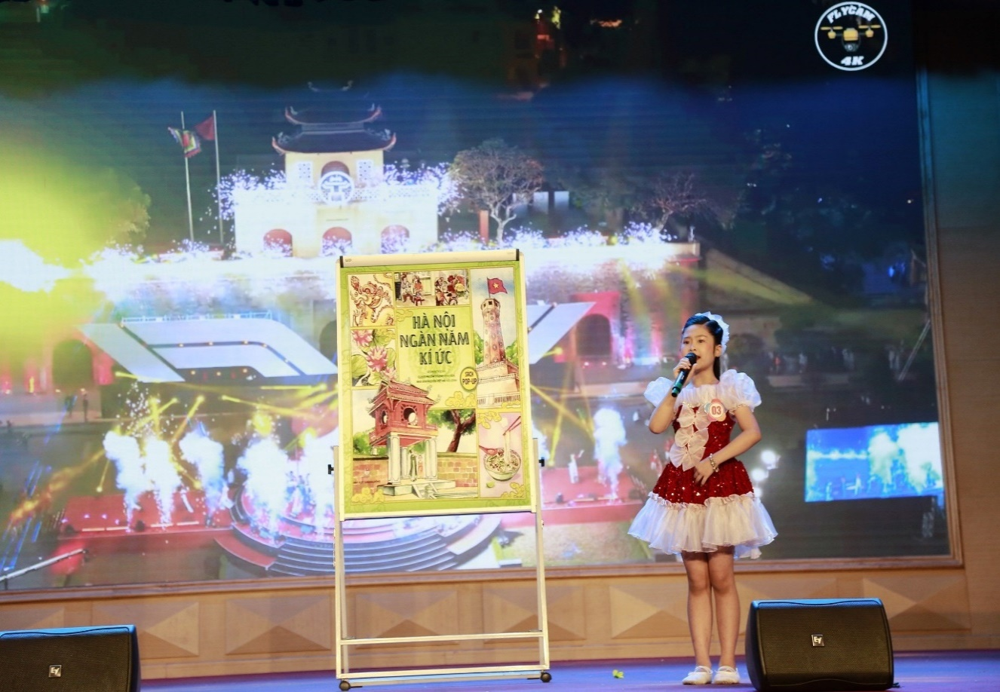 FLYCAM
4K
HÀ NỘI
NGÀN NĂM
KÍ ỨC
SÁCH
POP-UP
03
EV
EV